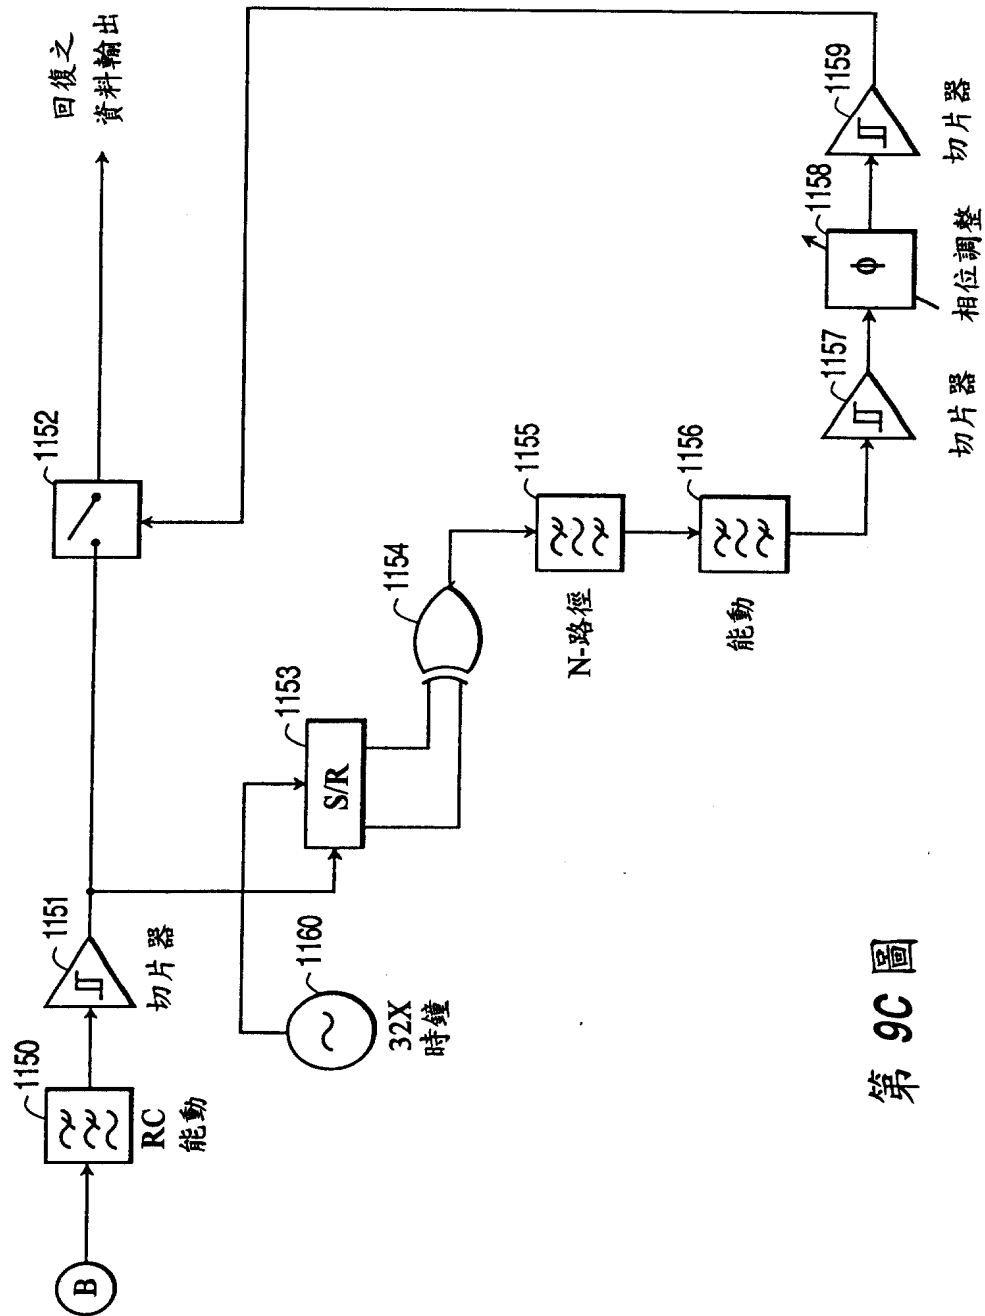 B
1150
RC
能動
1151
切片器
1152
回復之
資料輸出
1160
32X
時鐘
1153
S/R
1154
1155
N-路徑
1156
能動
1157
切片器
1158
ϕ
相位調整
1159
切片器
第 9C 圖